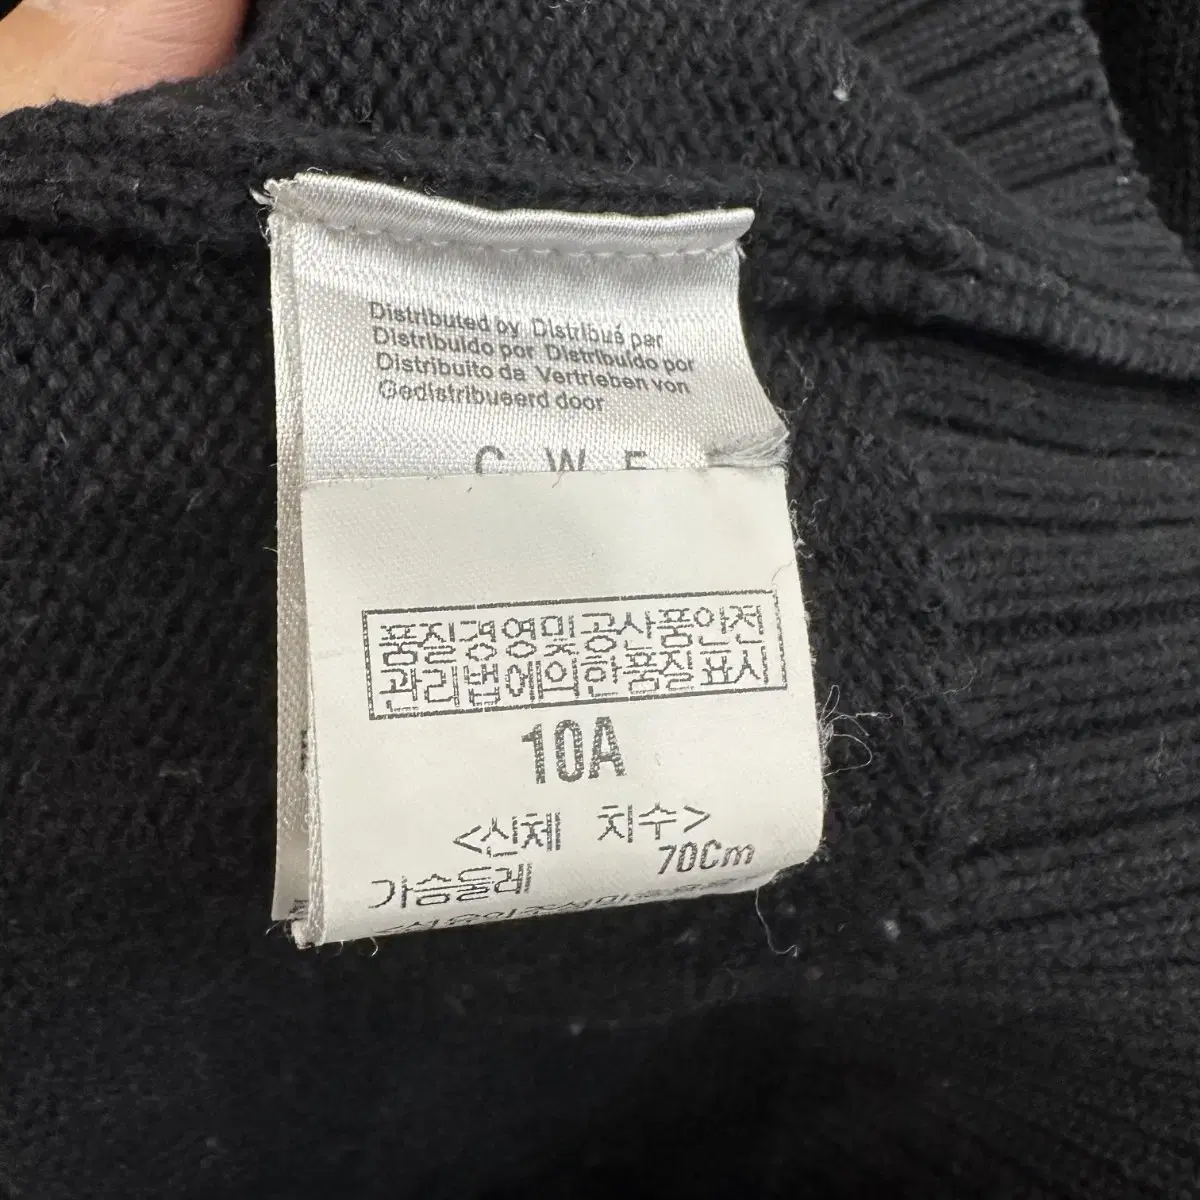 Distributed by Distribué par
Distribuido por Distribuído por
Distribuito da Vertrieben von
Gedistribueerd door
C W F
품질경영및공산품안전
관리법에의한품질표시
10A
<신체 치수>
가슴둘레 70Cm